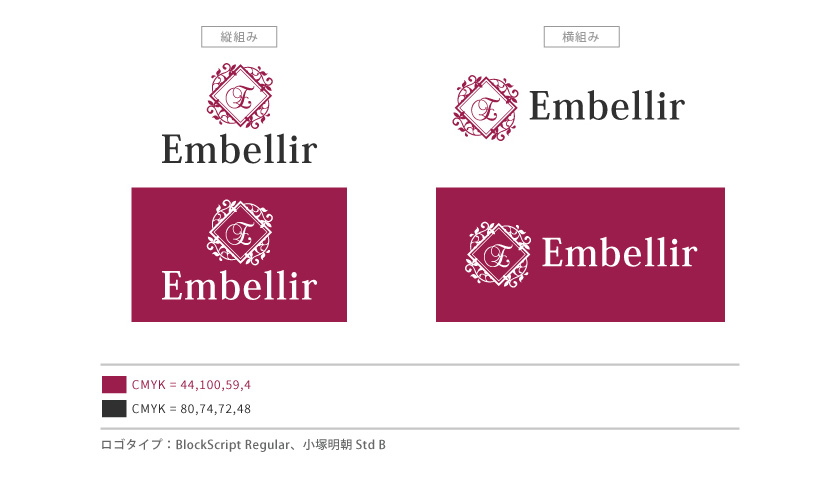 縦組み
横組み
E
Embellir
E
Embellir
E
Embellir
E
Embellir
CMYK = 44,100,59,4
CMYK = 80,74,72,48
ロゴタイプ：BlockScript Regular、小塚明朝 Std B